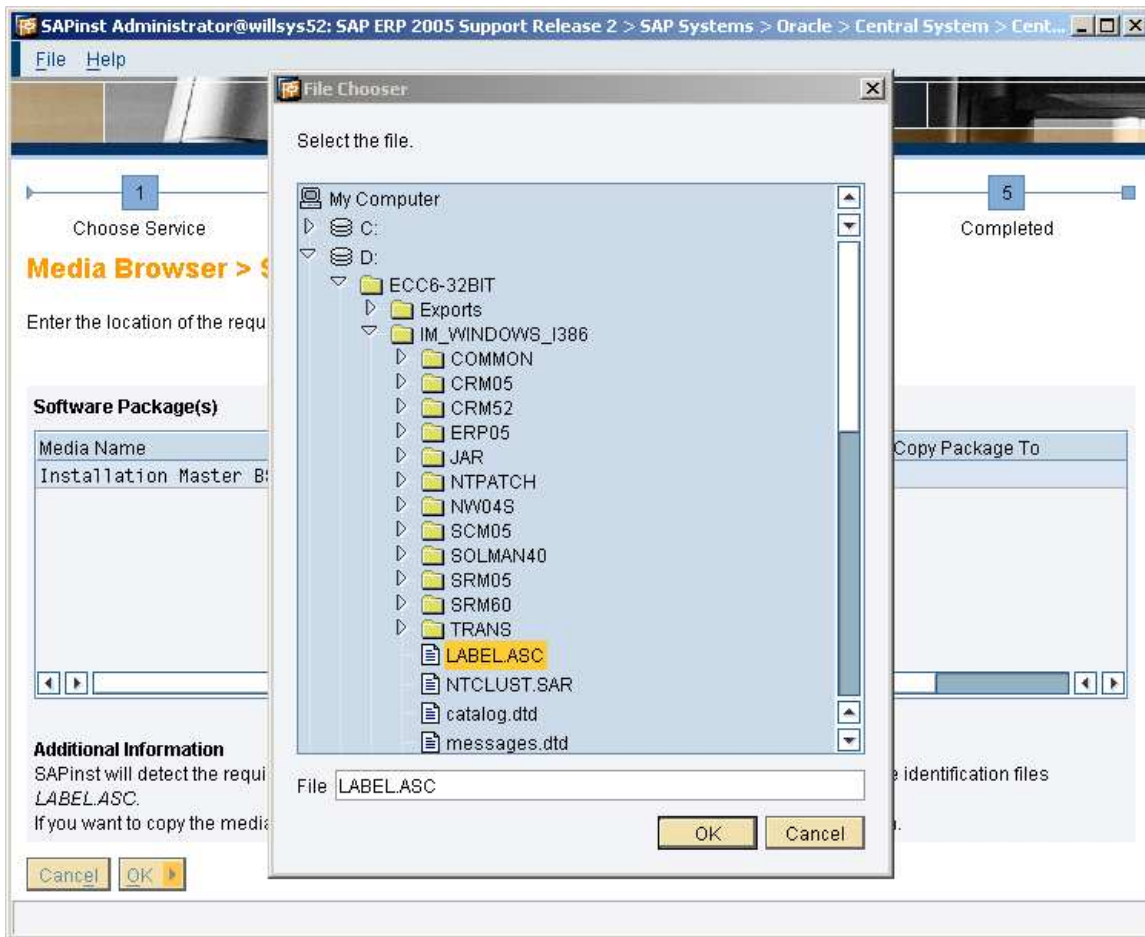 SAPinst Administrator@willsys52: SAP ERP 2005 Support Release 2 > SAP Systems > Oracle > Central System > Cent...
File Help
File Chooser
Select the file.
1
5
Choose Service
Completed
Media Browser > S
Enter the location of the requ
My Computer
C:
D:
ECC6-32BIT
Exports
IM_WINDOWS_I386
COMMON
CRM05
CRM52
ERP05
JAR
NTPATCH
NW04S
SCM05
SOLMAN40
SRM05
SRM60
TRANS
LABEL.ASC
NTCLUST.SAR
catalog.dtd
messages.dtd
File LABEL.ASC
OK Cancel
Software Package(s)
Media Name
Copy Package To
Installation Master
Additional Information
SAPinst will detect the requi
e identification files
LABEL.ASC.
If you want to copy the media
Cancel OK